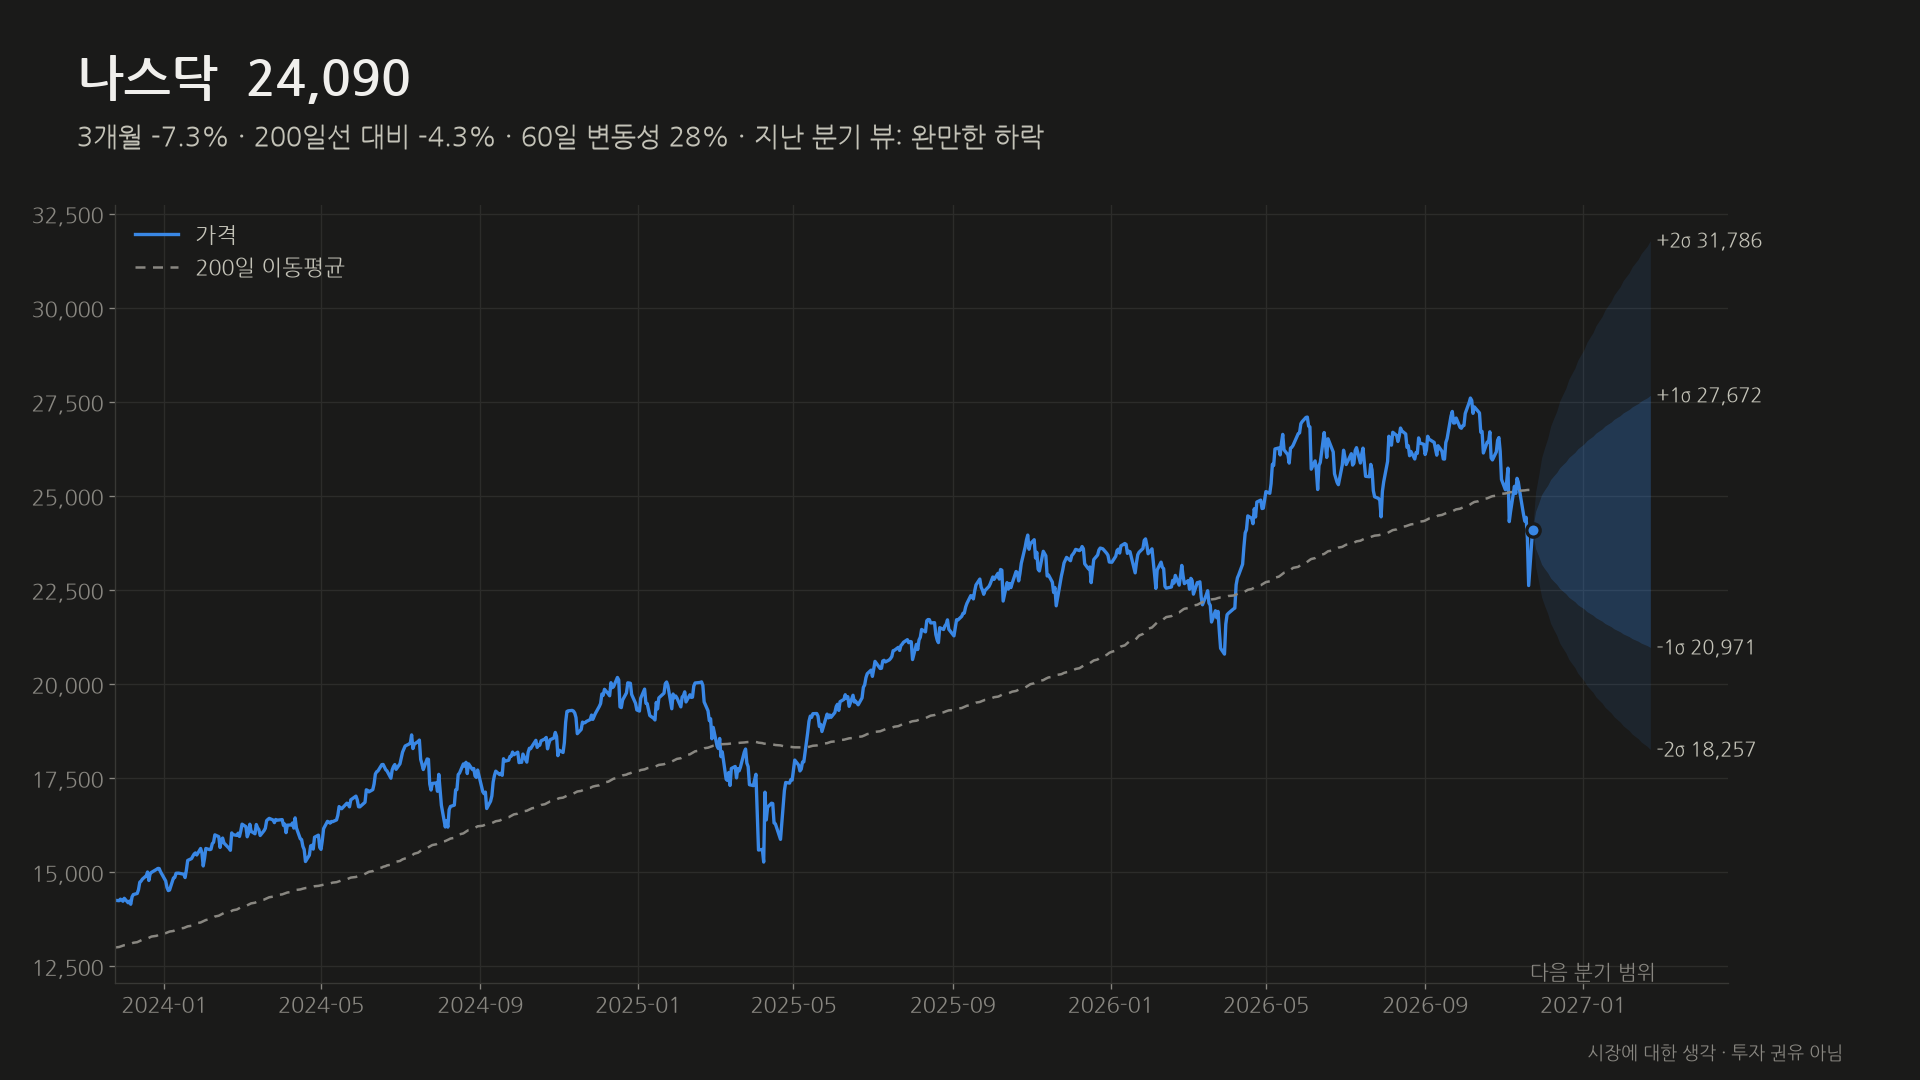 나스닥 24,090
3개월 -7.3% · 200일선 대비 -4.3% · 60일 변동성 28% · 지난 분기 뷰: 완만한 하락
가격
200일 이동평균
32,500
30,000
27,500
25,000
22,500
20,000
17,500
15,000
12,500
+2σ 31,786
+1σ 27,672
-1σ 20,971
-2σ 18,257
다음 분기 범위
2024-01
2024-05
2024-09
2025-01
2025-05
2025-09
2026-01
2026-05
2026-09
2027-01
시장에 대한 생각 · 투자 권유 아님